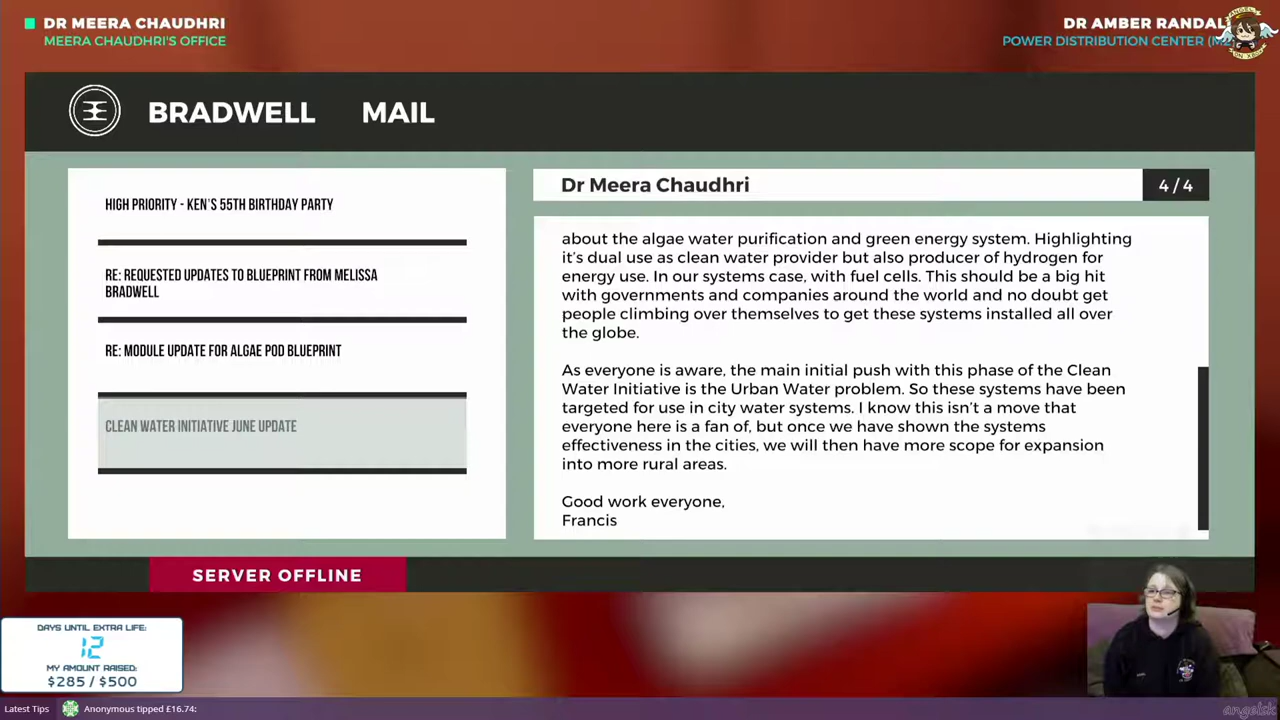 DR MEERA CHAUDHRI
MEERA CHAUDHRI'S OFFICE
DR AMBER RANDAL
POWER DISTRIBUTION CENTER
BRADWELL MAIL
HIGH PRIORITY - KEN'S 55TH BIRTHDAY PARTY
RE: REQUESTED UPDATES TO BLUEPRINT FROM MELISSA
BRADWELL
RE: MODULE UPDATE FOR ALGAE POD BLUEPRINT
CLEAN WATER INITIATIVE JUNE UPDATE
Dr Meera Chaudhri
4 / 4
about the algae water purification and green energy system. Highlighting
it's dual use as clean water provider but also producer of hydrogen for
energy use. In our systems case, with fuel cells. This should be a big hit
with governments and companies around the world and no doubt get
people climbing over themselves to get these systems installed all over
the globe.
As everyone is aware, the main initial push with this phase of the Clean
Water Initiative is the Urban Water problem. So these systems have been
targeted for use in city water systems. I know this isn't a move that
everyone here is a fan of, but once we have shown the systems
effectiveness in the cities, we will then have more scope for expansion
into more rural areas.
Good work everyone,
Francis
SERVER OFFLINE
DAYS UNTIL EXTRA LIFE:
12
MY AMOUNT RAISED:
$285 / $500
Latest Tips
Anonymous tipped £16.74: